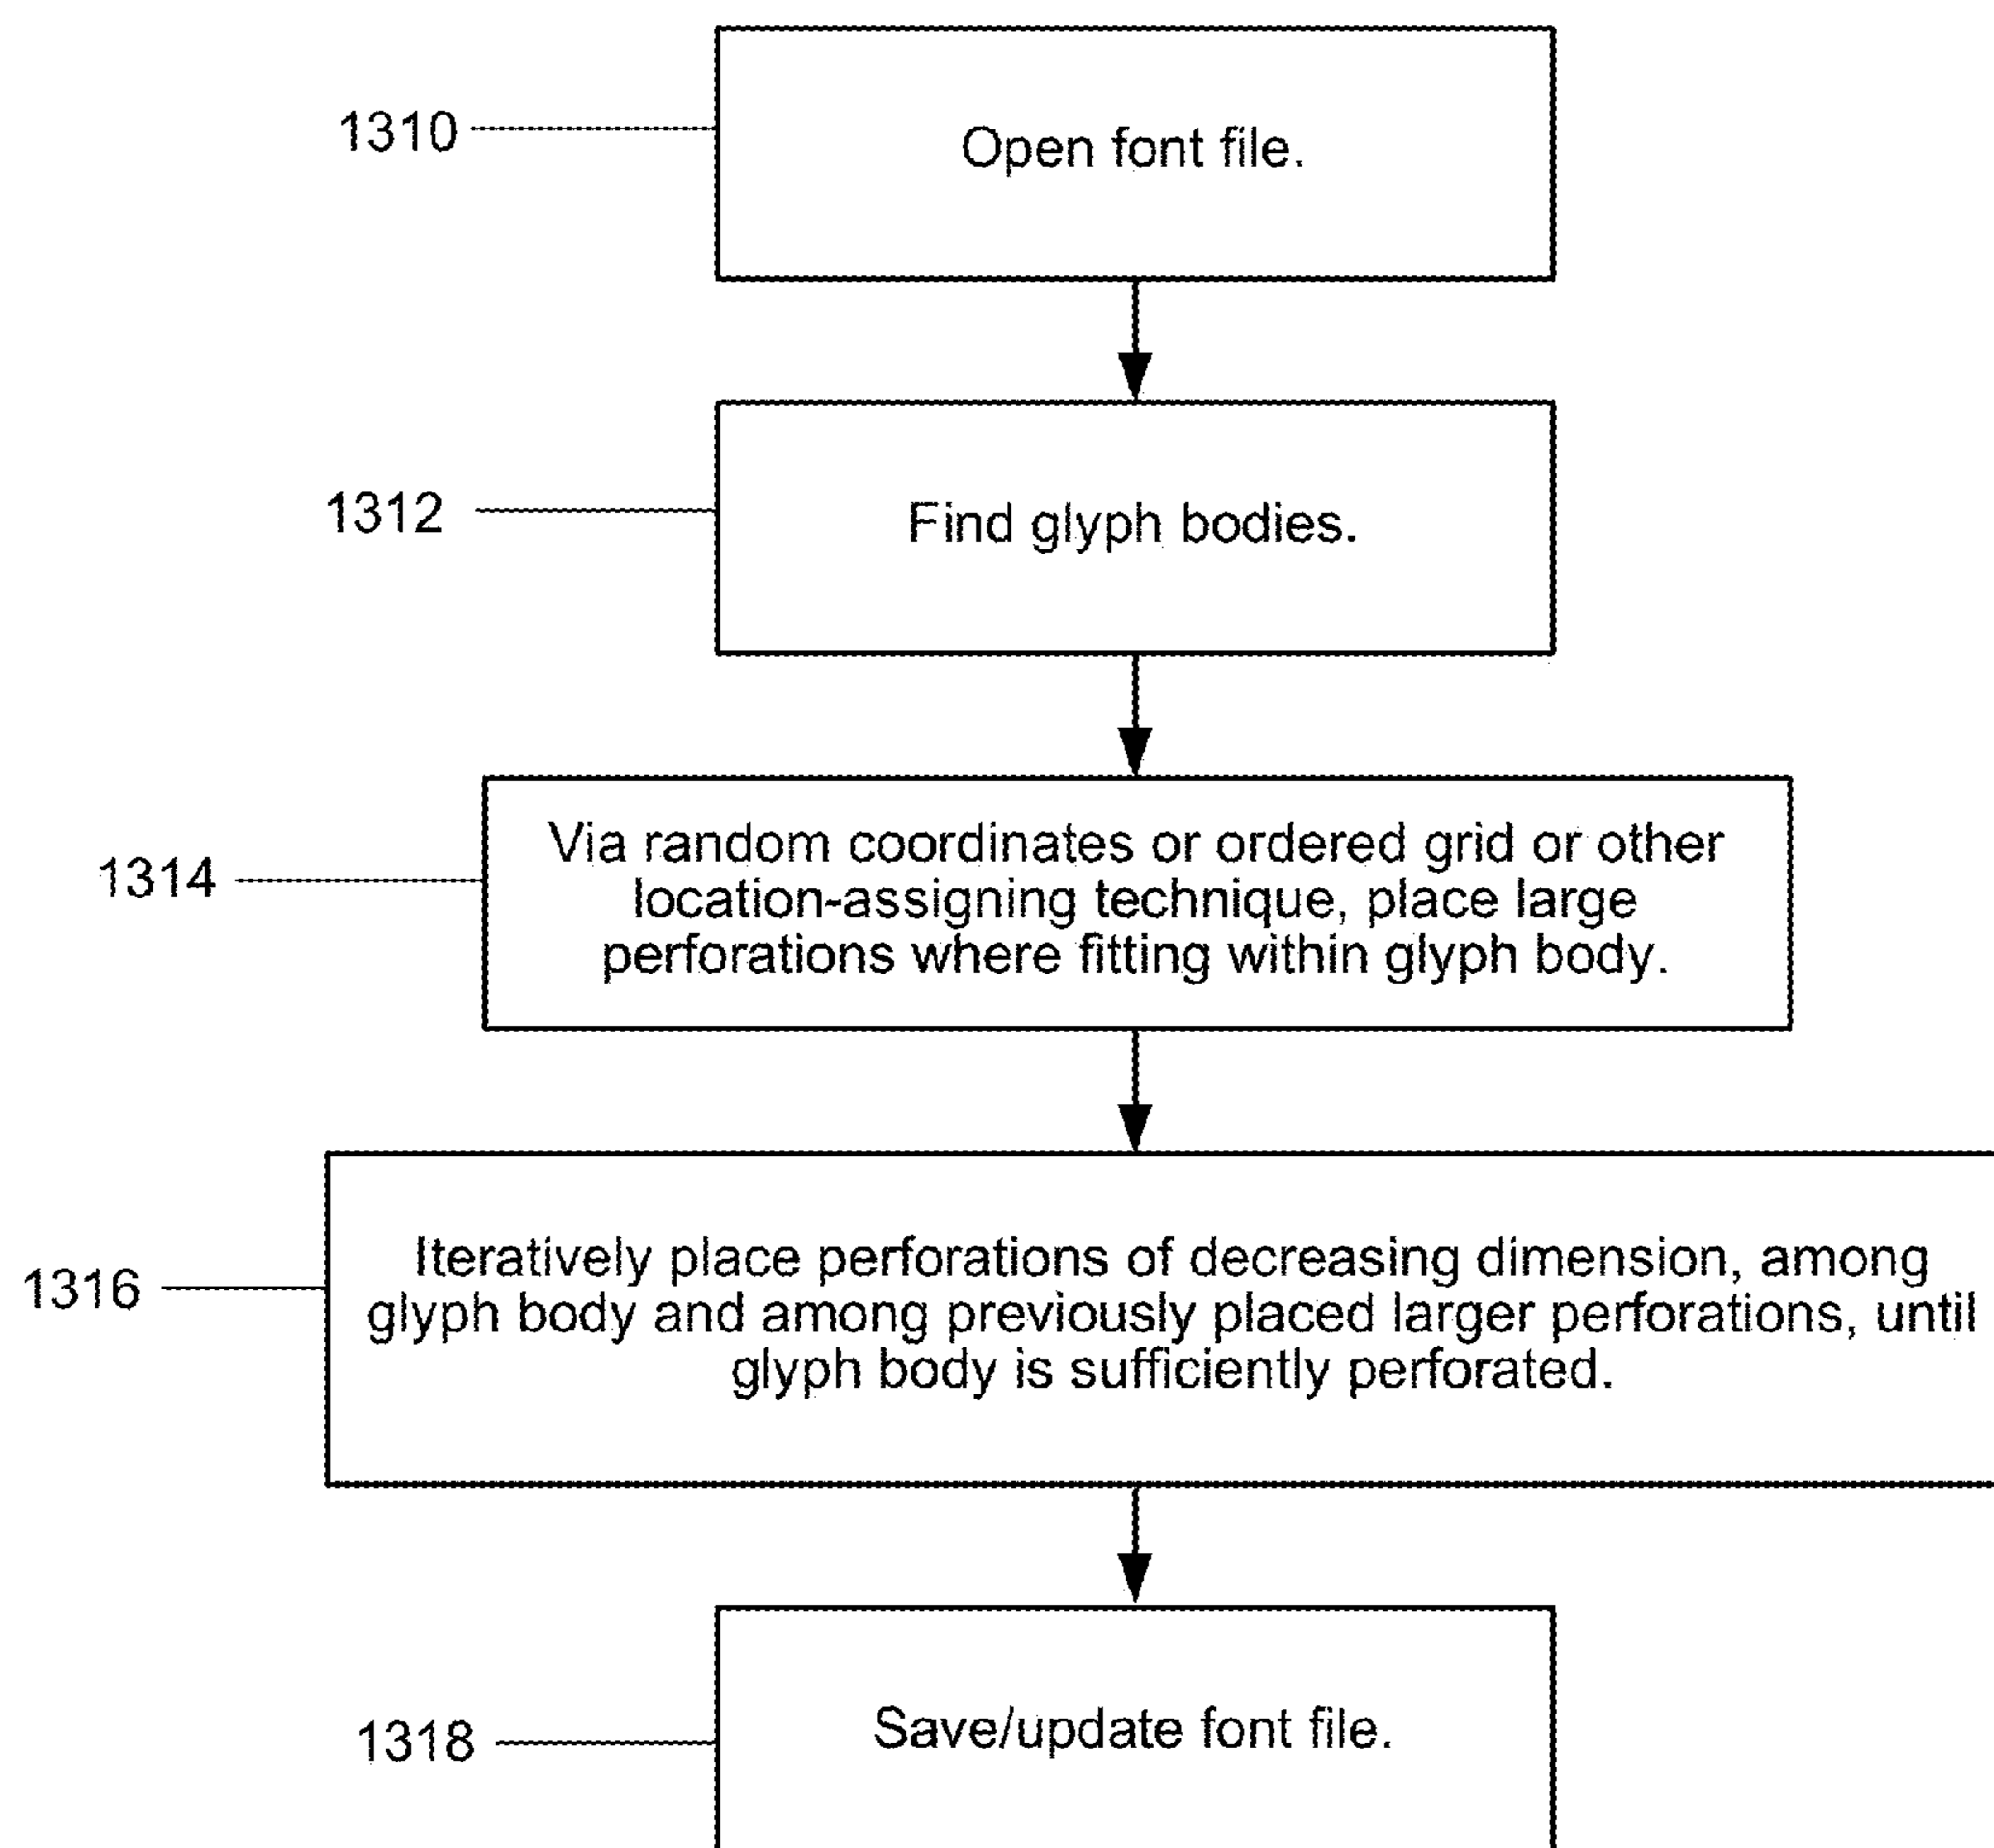 1310
Open font file.
1312
Find glyph bodies.
1314
Via random coordinates or ordered grid or other
location-assigning technique, place large
perforations where fitting within glyph body.
1316
Iteratively place perforations of decreasing dimension, among
glyph body and among previously placed larger perforations, until
glyph body is sufficiently perforated.
1318
Save/update font file.